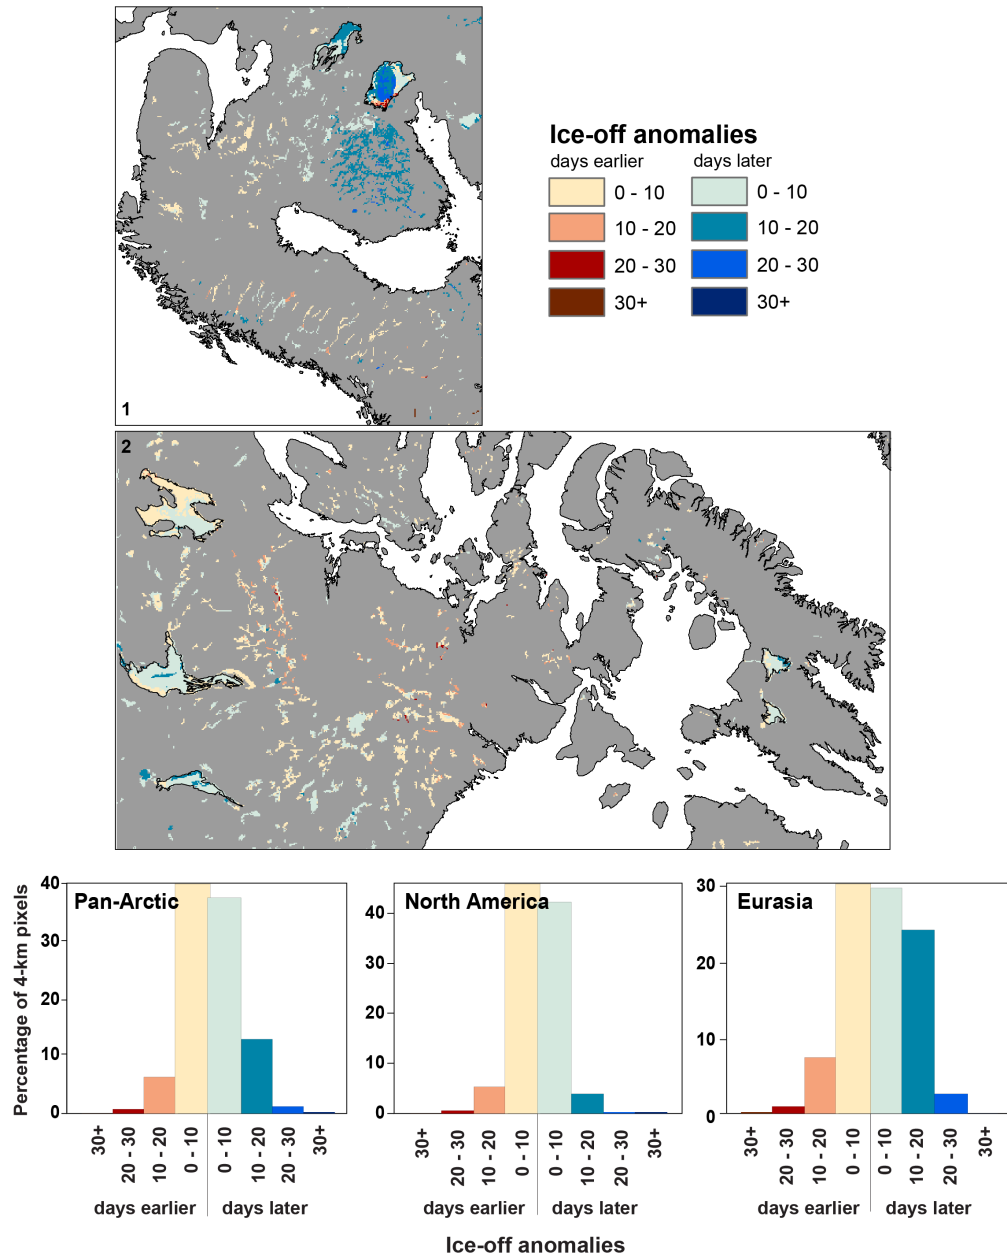 Ice-off anomalies
days earlier days later
0 - 10 0 - 10
10 - 20 10 - 20
20 - 30 20 - 30
30+ 30+
1
2
Percentage of 4-km pixels
Pan-Arctic
40
30
20
10
0
30+ 20 - 30 10 - 20 0 - 10 0 - 10 10 - 20 20 - 30 30+
days earlier days later
North America
40
30
20
10
0
30+ 20 - 30 10 - 20 0 - 10 0 - 10 10 - 20 20 - 30 30+
days earlier days later
Eurasia
30
20
10
0
30+ 20 - 30 10 - 20 0 - 10 0 - 10 10 - 20 20 - 30 30+
days earlier days later
Ice-off anomalies